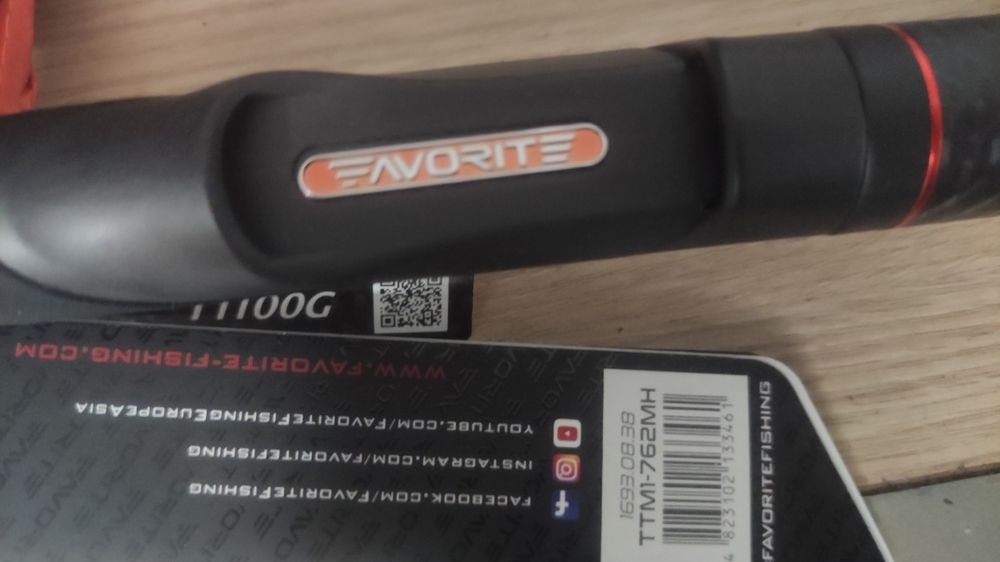 FAVORITE
WWW.FAVORITE-FISHING.COM
YOUTUBE.COM/FAVORITEFISHINGEUROPEASIA
INSTAGRAM.COM/FAVORITEFISHING
FACEBOOK.COM/FAVORITEFISHING
1693.08.38
TTM1-762MH
4 823102 133461
FAVORITEFISHING